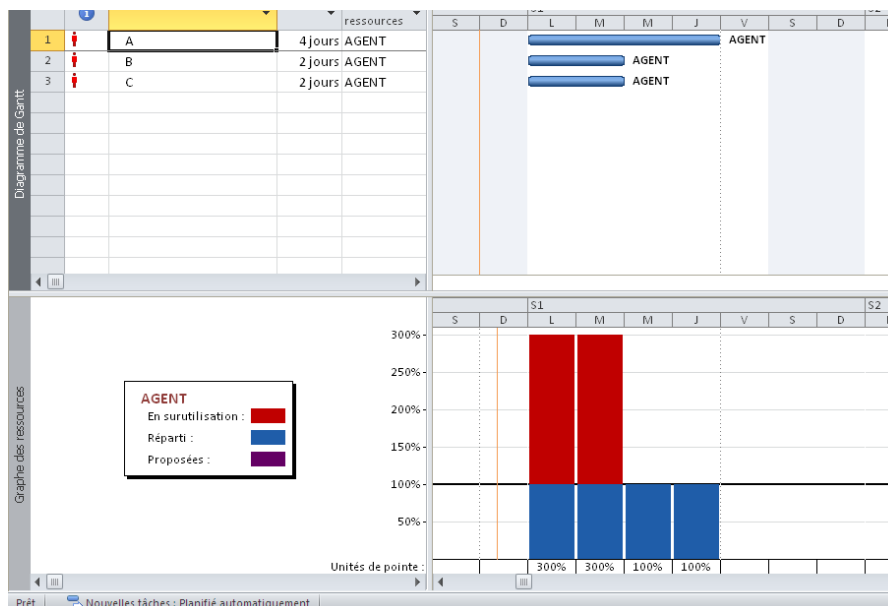 ressources
S1
S2
S D L M M J V S D
1 A 4 jours AGENT
AGENT
2 B 2 jours AGENT
AGENT
3 C 2 jours AGENT
AGENT
Diagramme de Gantt
S1
S2
S D L M M J V S D
300%
250%
200%
150%
100%
50%
AGENT
En surutilisation :
Réparti :
Proposées :
Graphe des ressources
Unités de pointe :
300% 300% 100% 100%
Prêt
Nouvelles tâches : Planifié automatiquement